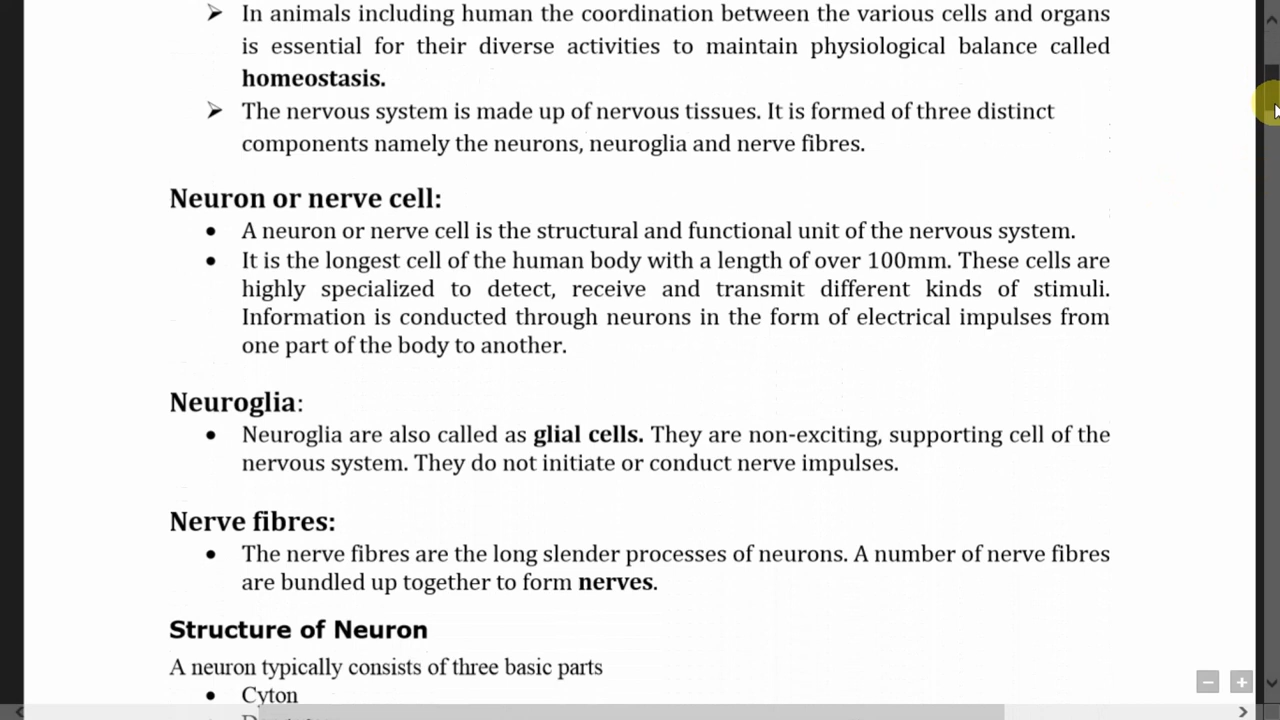 ➢ In animals including human the coordination between the various cells and organs
is essential for their diverse activities to maintain physiological balance called
homeostasis.
➢ The nervous system is made up of nervous tissues. It is formed of three distinct
components namely the neurons, neuroglia and nerve fibres.
Neuron or nerve cell:
• A neuron or nerve cell is the structural and functional unit of the nervous system.
• It is the longest cell of the human body with a length of over 100mm. These cells are
highly specialized to detect, receive and transmit different kinds of stimuli.
Information is conducted through neurons in the form of electrical impulses from
one part of the body to another.
Neuroglia:
• Neuroglia are also called as glial cells. They are non-exciting, supporting cell of the
nervous system. They do not initiate or conduct nerve impulses.
Nerve fibres:
• The nerve fibres are the long slender processes of neurons. A number of nerve fibres
are bundled up together to form nerves.
Structure of Neuron
A neuron typically consists of three basic parts
• Cyton